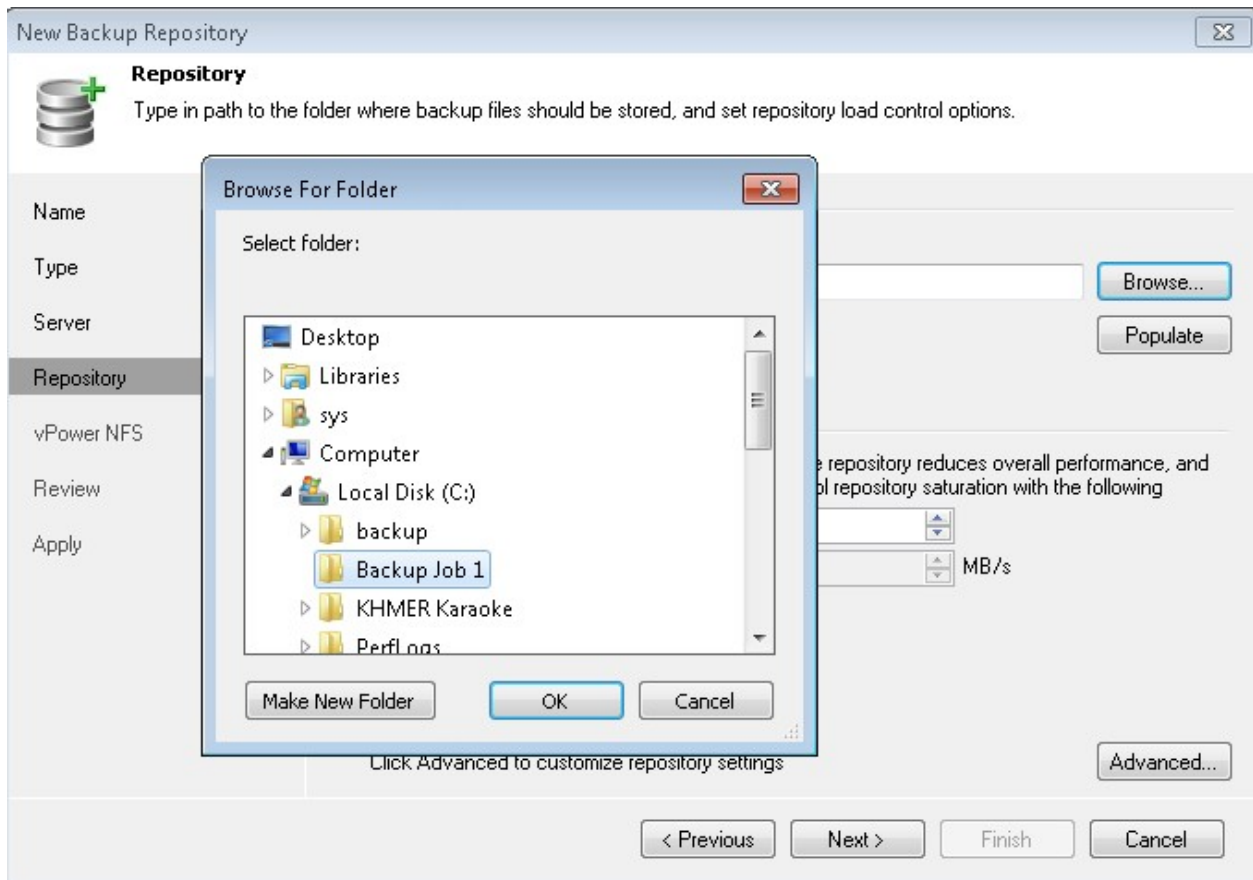 New Backup Repository
Repository
Type in path to the folder where backup files should be stored, and set repository load control options.
Name
Type
Server
Repository
vPower NFS
Review
Apply
Browse For Folder
Select folder:
Desktop
Libraries
sys
Computer
Local Disk (C:)
backup
Backup Job 1
KHMER Karaoke
PerfLogs
Make New Folder
OK
Cancel
Browse...
Populate
repository reduces overall performance, and
repository saturation with the following
MB/s
Click Advanced to customize repository settings
Advanced...
< Previous
Next >
Finish
Cancel